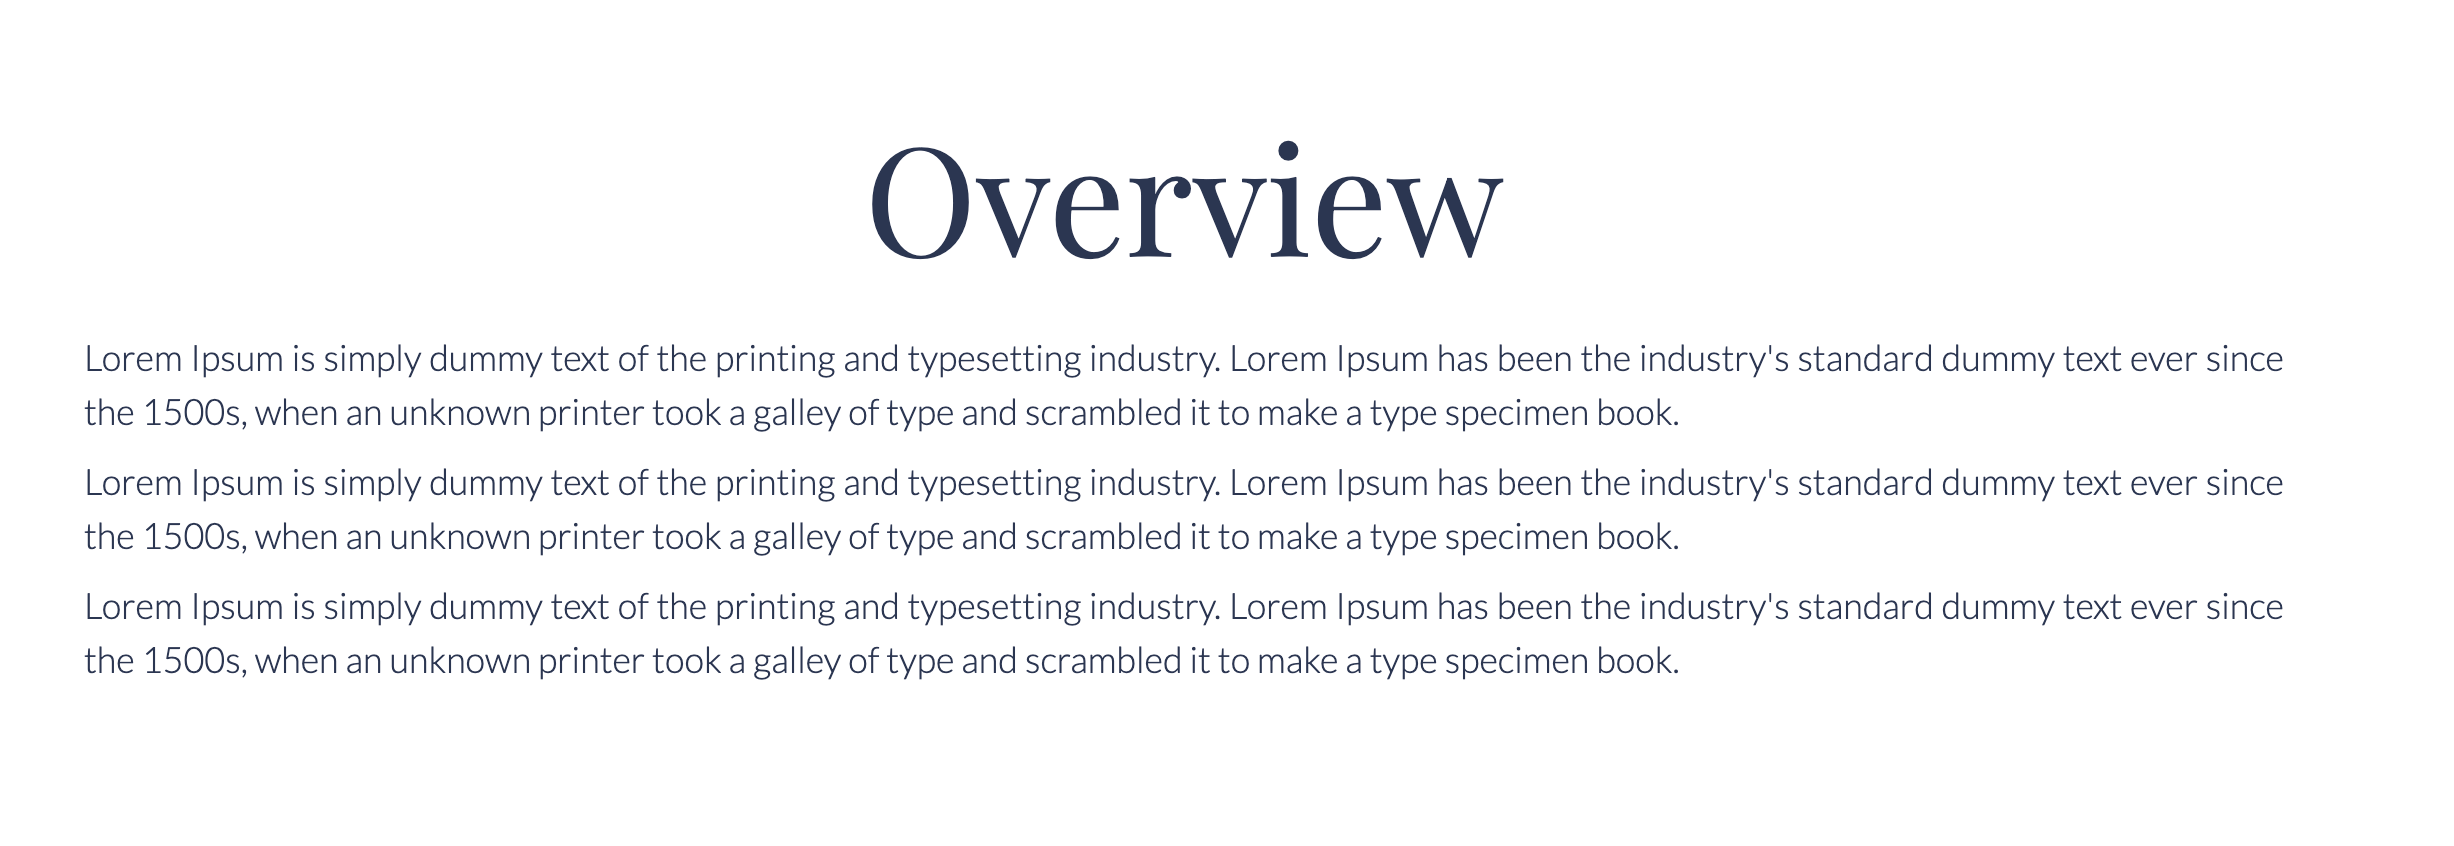 Overview
Lorem Ipsum is simply dummy text of the printing and typesetting industry. Lorem Ipsum has been the industry's standard dummy text ever since
the 1500s, when an unknown printer took a galley of type and scrambled it to make a type specimen book.
Lorem Ipsum is simply dummy text of the printing and typesetting industry. Lorem Ipsum has been the industry's standard dummy text ever since
the 1500s, when an unknown printer took a galley of type and scrambled it to make a type specimen book.
Lorem Ipsum is simply dummy text of the printing and typesetting industry. Lorem Ipsum has been the industry's standard dummy text ever since
the 1500s, when an unknown printer took a galley of type and scrambled it to make a type specimen book.